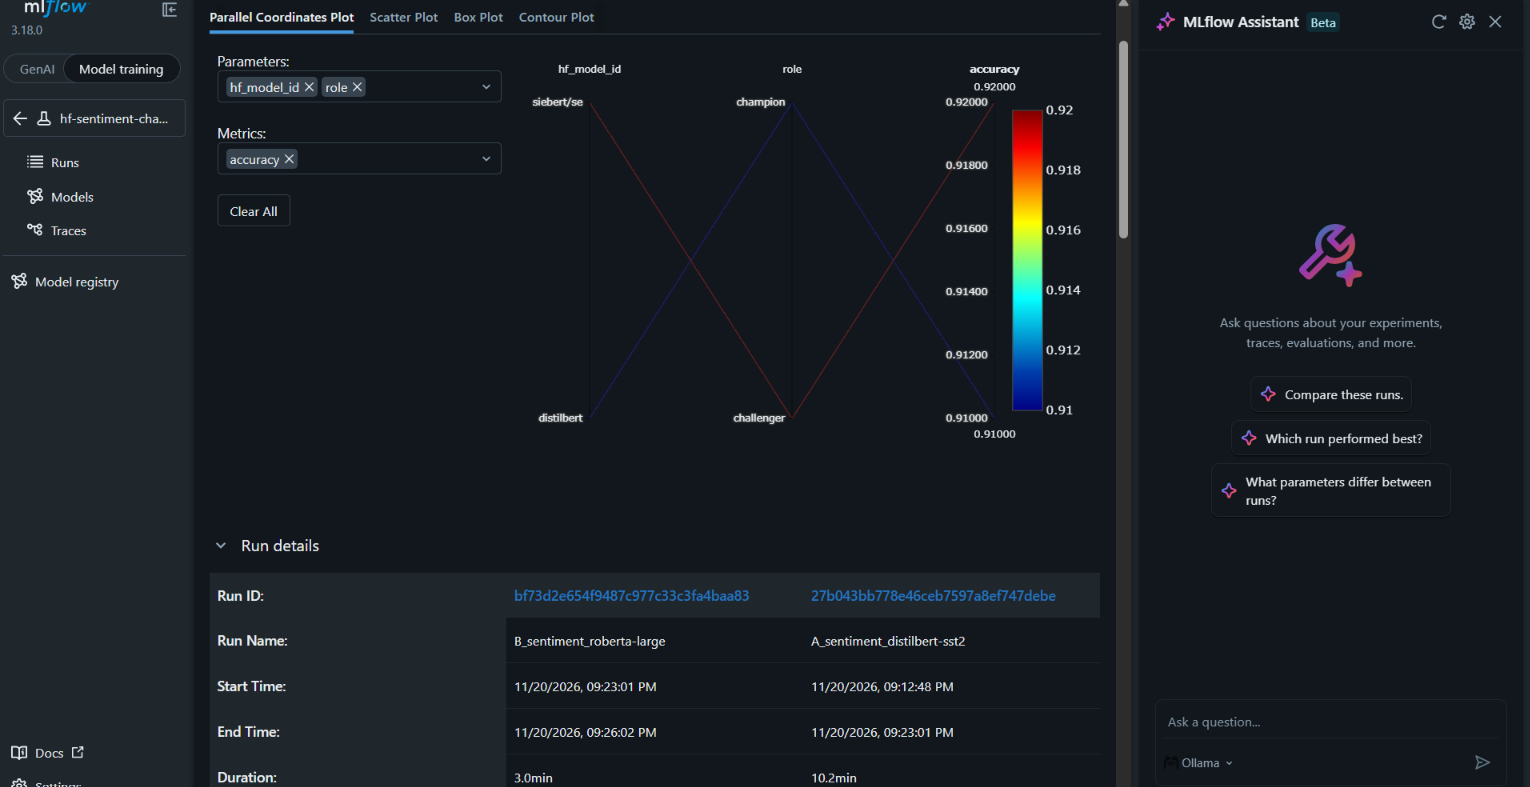 mlflow
3.18.0
GenAI
Model training
hf-sentiment-cha...
Runs
Models
Traces
Model registry
Docs
Settings
Parallel Coordinates Plot
Scatter Plot
Box Plot
Contour Plot
Parameters:
hf_model_id
role
Metrics:
accuracy
Clear All
hf_model_id
role
accuracy
0.92000
siebert/se
champion
0.92000
0.91800
0.91600
0.91400
0.91200
distilbert
challenger
0.91000
0.91000
0.92
0.918
0.916
0.914
0.912
0.91
Run details
Run ID:
bf73d2e654f9487c977c33c3fa4baa83
27b043bb778e46ceb7597a8ef747debe
Run Name:
B_sentiment_roberta-large
A_sentiment_distilbert-sst2
Start Time:
11/20/2026, 09:23:01 PM
11/20/2026, 09:12:48 PM
End Time:
11/20/2026, 09:26:02 PM
11/20/2026, 09:23:01 PM
Duration:
3.0min
10.2min
MLflow Assistant
Beta
Ask questions about your experiments,
traces, evaluations, and more.
Compare these runs.
Which run performed best?
What parameters differ between
runs?
Ask a question...
Ollama